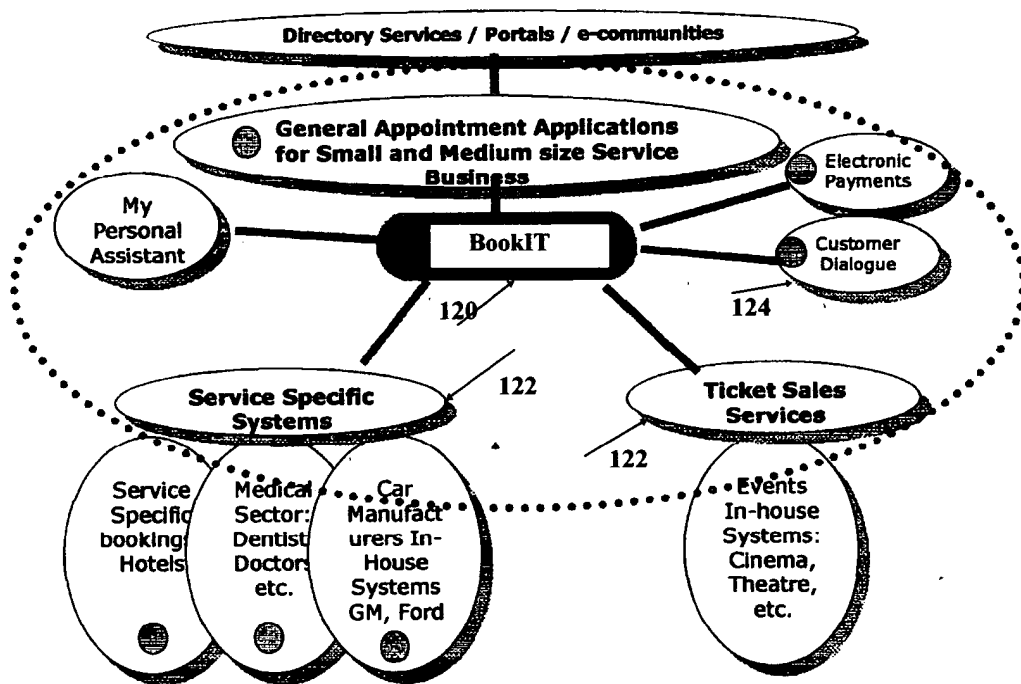 Directory Services / Portals / e-communities
General Appointment Applications
for Small and Medium size Service
Business
Electronic
Payments
My
Personal
Assistant
BookIT
Customer
Dialogue
120
124
122
Service Specific
Systems
Ticket Sales
Services
122
Service
Specific
bookings
Hotels
Medical
Sector:
Dentist
Doctors
etc.
Car
Manufact
urers In-
House
Systems
GM, Ford
Events
In-house
Systems:
Cinema,
Theatre,
etc.